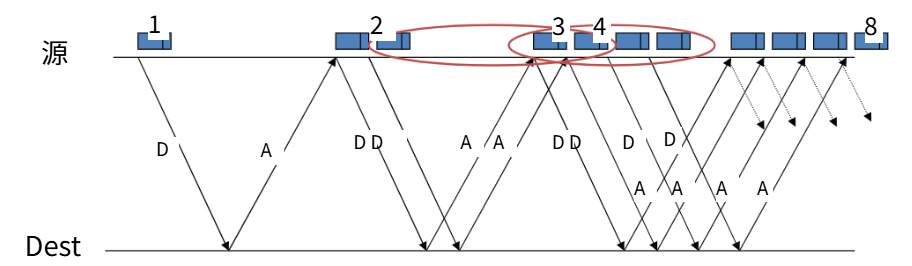 1 2 3 4 8
源
D A D D A A D D D D
A A A A
Dest